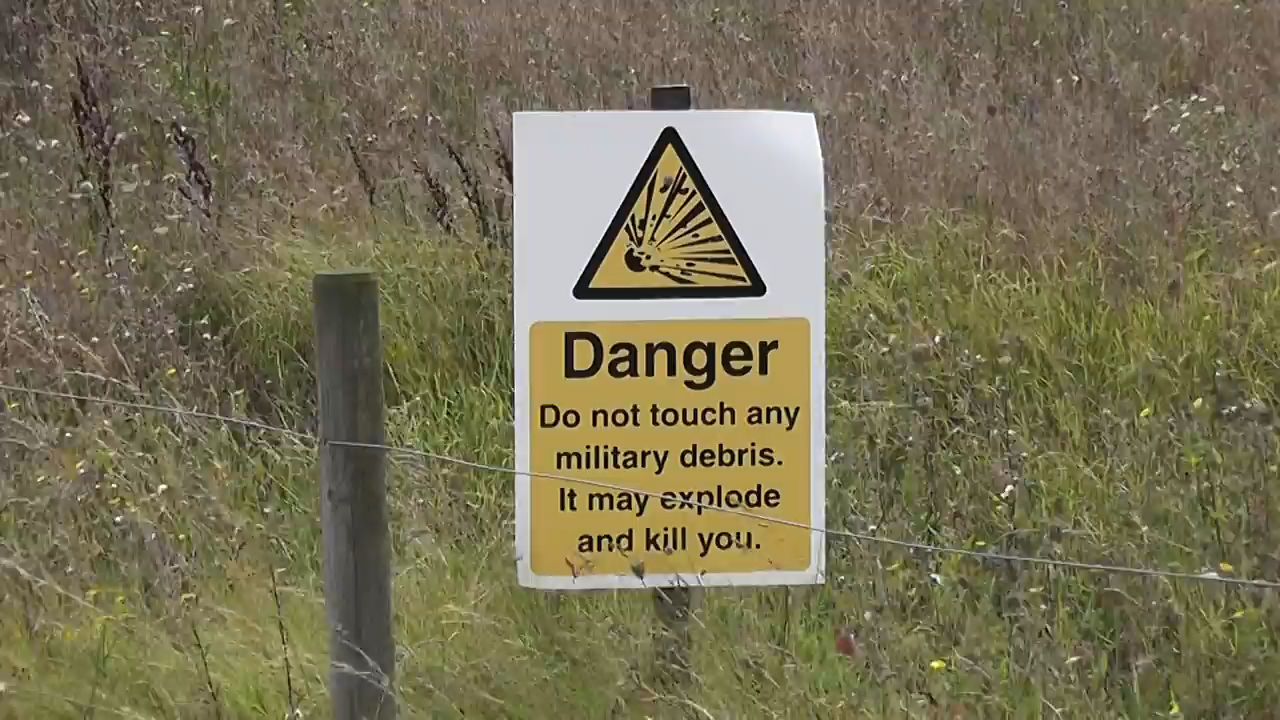 Danger
Do not touch any
military debris.
It may explode
and kill you.